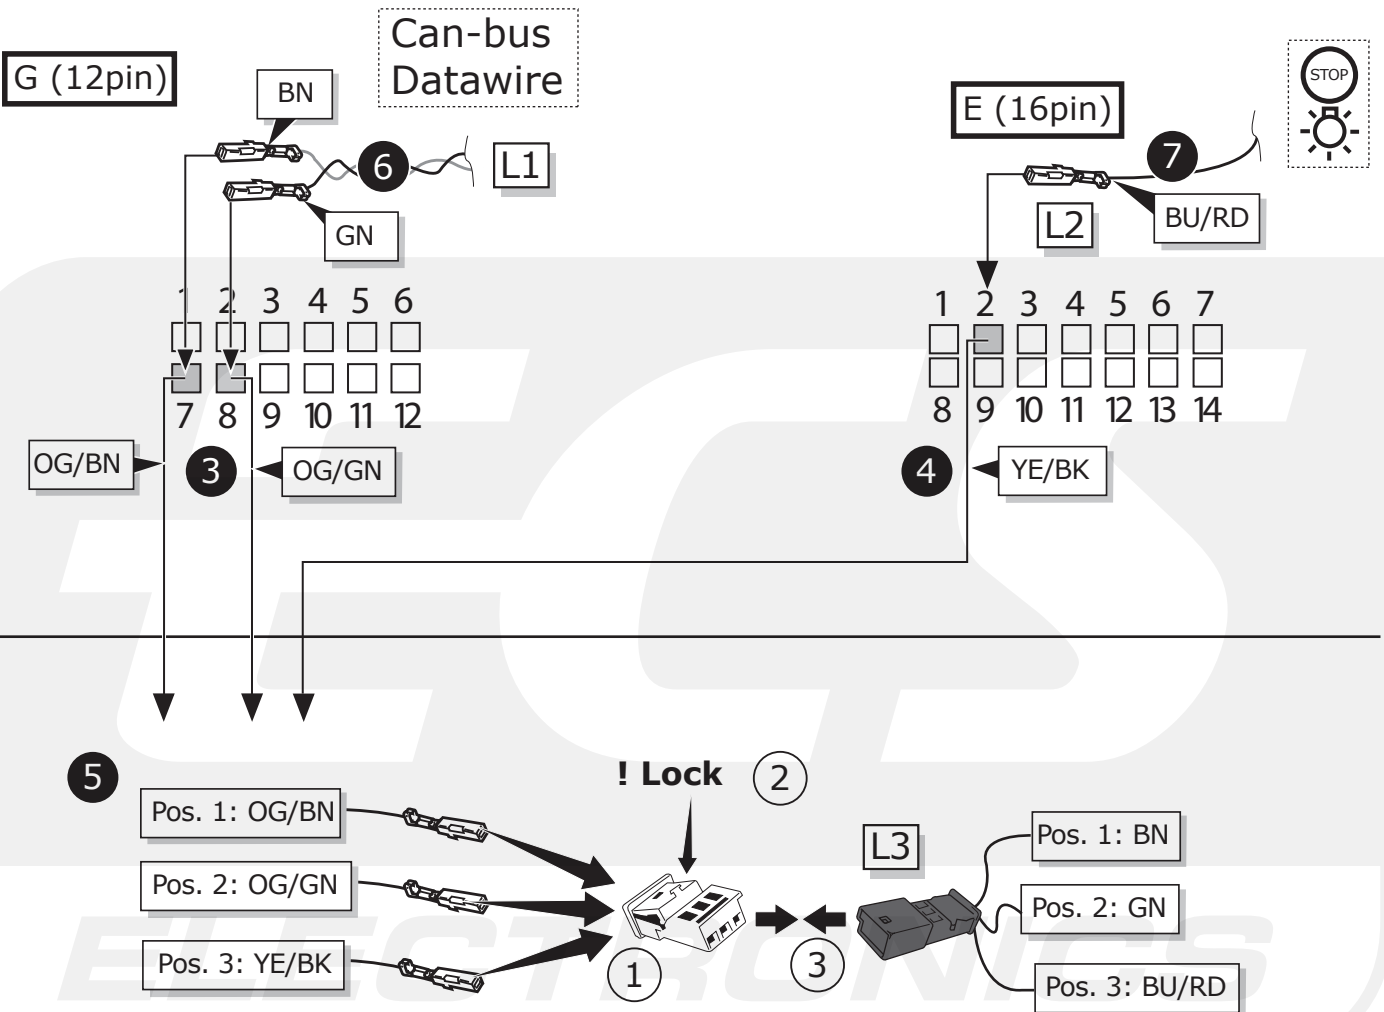 Can-bus
Datawire
G (12pin)
BN
6
L1
GN
E (16pin)
STOP
7
L2
BU/RD
1 2 3 4 5 6
7 8 9 10 11 12
1 2 3 4 5 6 7
8 9 10 11 12 13 14
OG/BN
3
OG/GN
4
YE/BK
5
! Lock
2
Pos. 1: OG/BN
Pos. 2: OG/GN
Pos. 3: YE/BK
1
3
L3
Pos. 1: BN
Pos. 2: GN
Pos. 3: BU/RD
ECS
ELECTRONICS